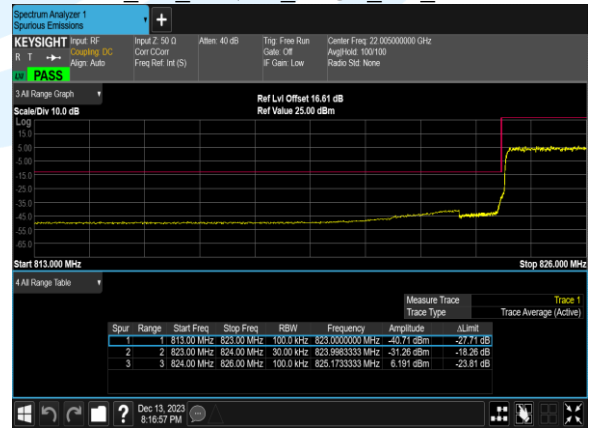 Spectrum Analyzer 1
Spurious Emissions
+
KEYSIGHT Input: RF Input Z: 50 Ω Atten: 40 dB Trig: Free Run Center Freq: 22.005000000 GHz
R T Coupling: DC Corr CCorr Gate: Off Avg|Hold: 100/100
Align: Auto Freq Ref: Int (S) IF Gain: Low Radio Std: None
LV PASS
3 All Range Graph
Ref Lvl Offset 16.61 dB
Scale/Div 10.0 dB Ref Value 25.00 dBm
Log
15.0
5.00
-5.00
-15.0
-25.0
-35.0
-45.0
-55.0
-65.0
Start 813.000 MHz Stop 826.000 MHz
4 All Range Table
Measure Trace Trace 1
Trace Type Trace Average (Active)
Spur Range Start Freq Stop Freq RBW Frequency Amplitude ΔLimit
1 1 813.00 MHz 823.00 MHz 100.0 kHz 823.0000000 MHz -40.71 dBm -27.71 dB
2 2 823.00 MHz 824.00 MHz 30.00 kHz 823.9983333 MHz -31.26 dBm -18.26 dB
3 3 824.00 MHz 826.00 MHz 100.0 kHz 825.1733333 MHz 6.191 dBm -23.81 dB
? Dec 13, 2023
8:16:57 PM